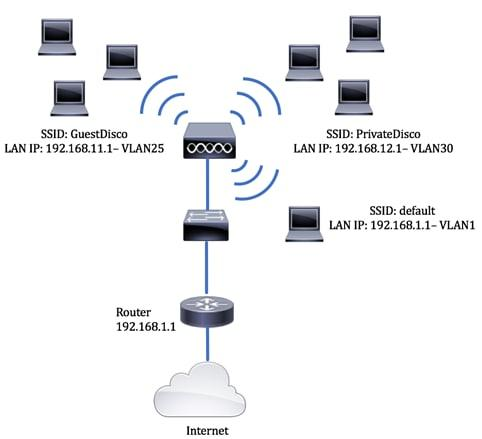 SSID: GuestDisco
LAN IP: 192.168.11.1– VLAN25
SSID: PrivateDisco
LAN IP: 192.168.12.1– VLAN30
SSID: default
LAN IP: 192.168.1.1– VLAN1
Router
192.168.1.1
Internet